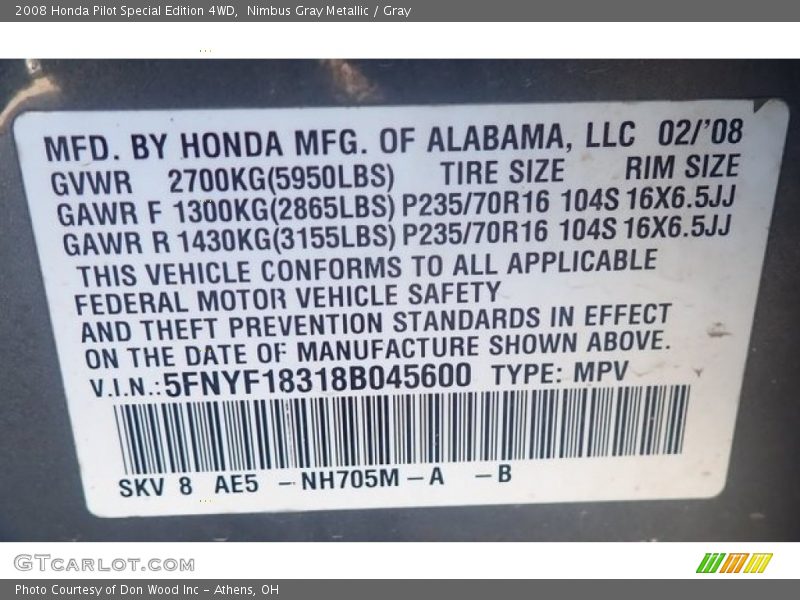 2008 Honda Pilot Special Edition 4WD,  Nimbus Gray Metallic / Gray
MFD. BY HONDA MFG. OF ALABAMA, LLC 02/'08
GVWR 2700KG(5950LBS) TIRE SIZE RIM SIZE
GAWR F 1300KG(2865LBS) P235/70R16 104S 16X6.5JJ
GAWR R 1430KG(3155LBS) P235/70R16 104S 16X6.5JJ
THIS VEHICLE CONFORMS TO ALL APPLICABLE
FEDERAL MOTOR VEHICLE SAFETY
AND THEFT PREVENTION STANDARDS IN EFFECT
ON THE DATE OF MANUFACTURE SHOWN ABOVE.
V.I.N.: 5FNYF18318B045600 TYPE: MPV
SKV 8 AE5 - NH705M - A - B
GTCARLOT.COM
Photo Courtesy of Don Wood Inc - Athens, OH